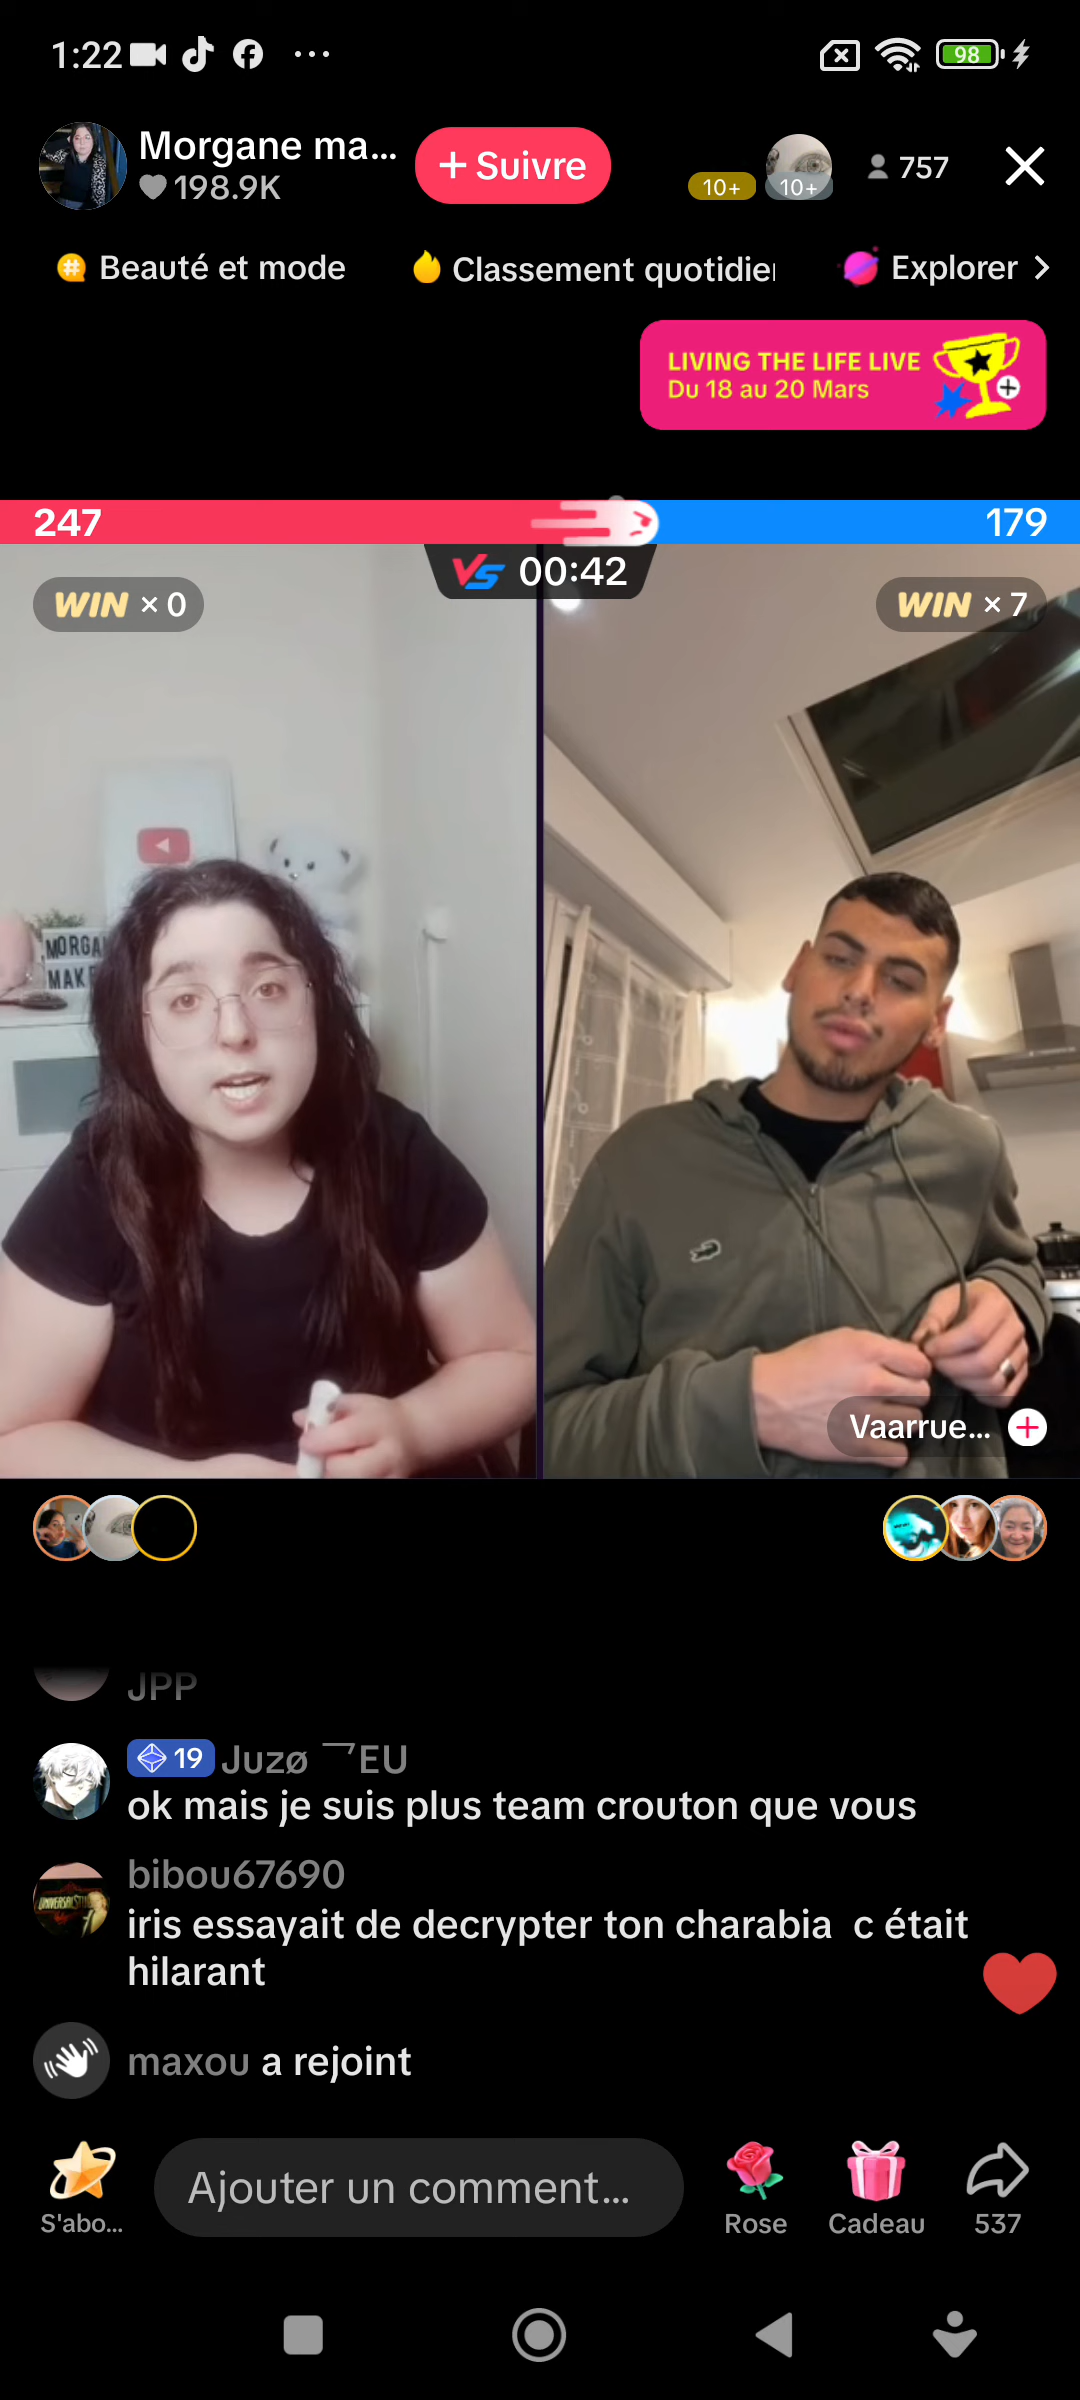 1:22
98
Morgane ma...
198.9K
+ Suivre
10+
10+
757
Beauté et mode
Classement quotidie
Explorer
LIVING THE LIFE LIVE
Du 18 au 20 Mars
247
179
VS 00:42
WIN × 0
WIN × 7
MORGA
MAKE
Vaarrue...
JPP
19 Juzø ￢EU
ok mais je suis plus team crouton que vous
bibou67690
iris essayait de decrypter ton charabia c était
hilarant
maxou a rejoint
S'abo...
Ajouter un comment...
Rose
Cadeau
537